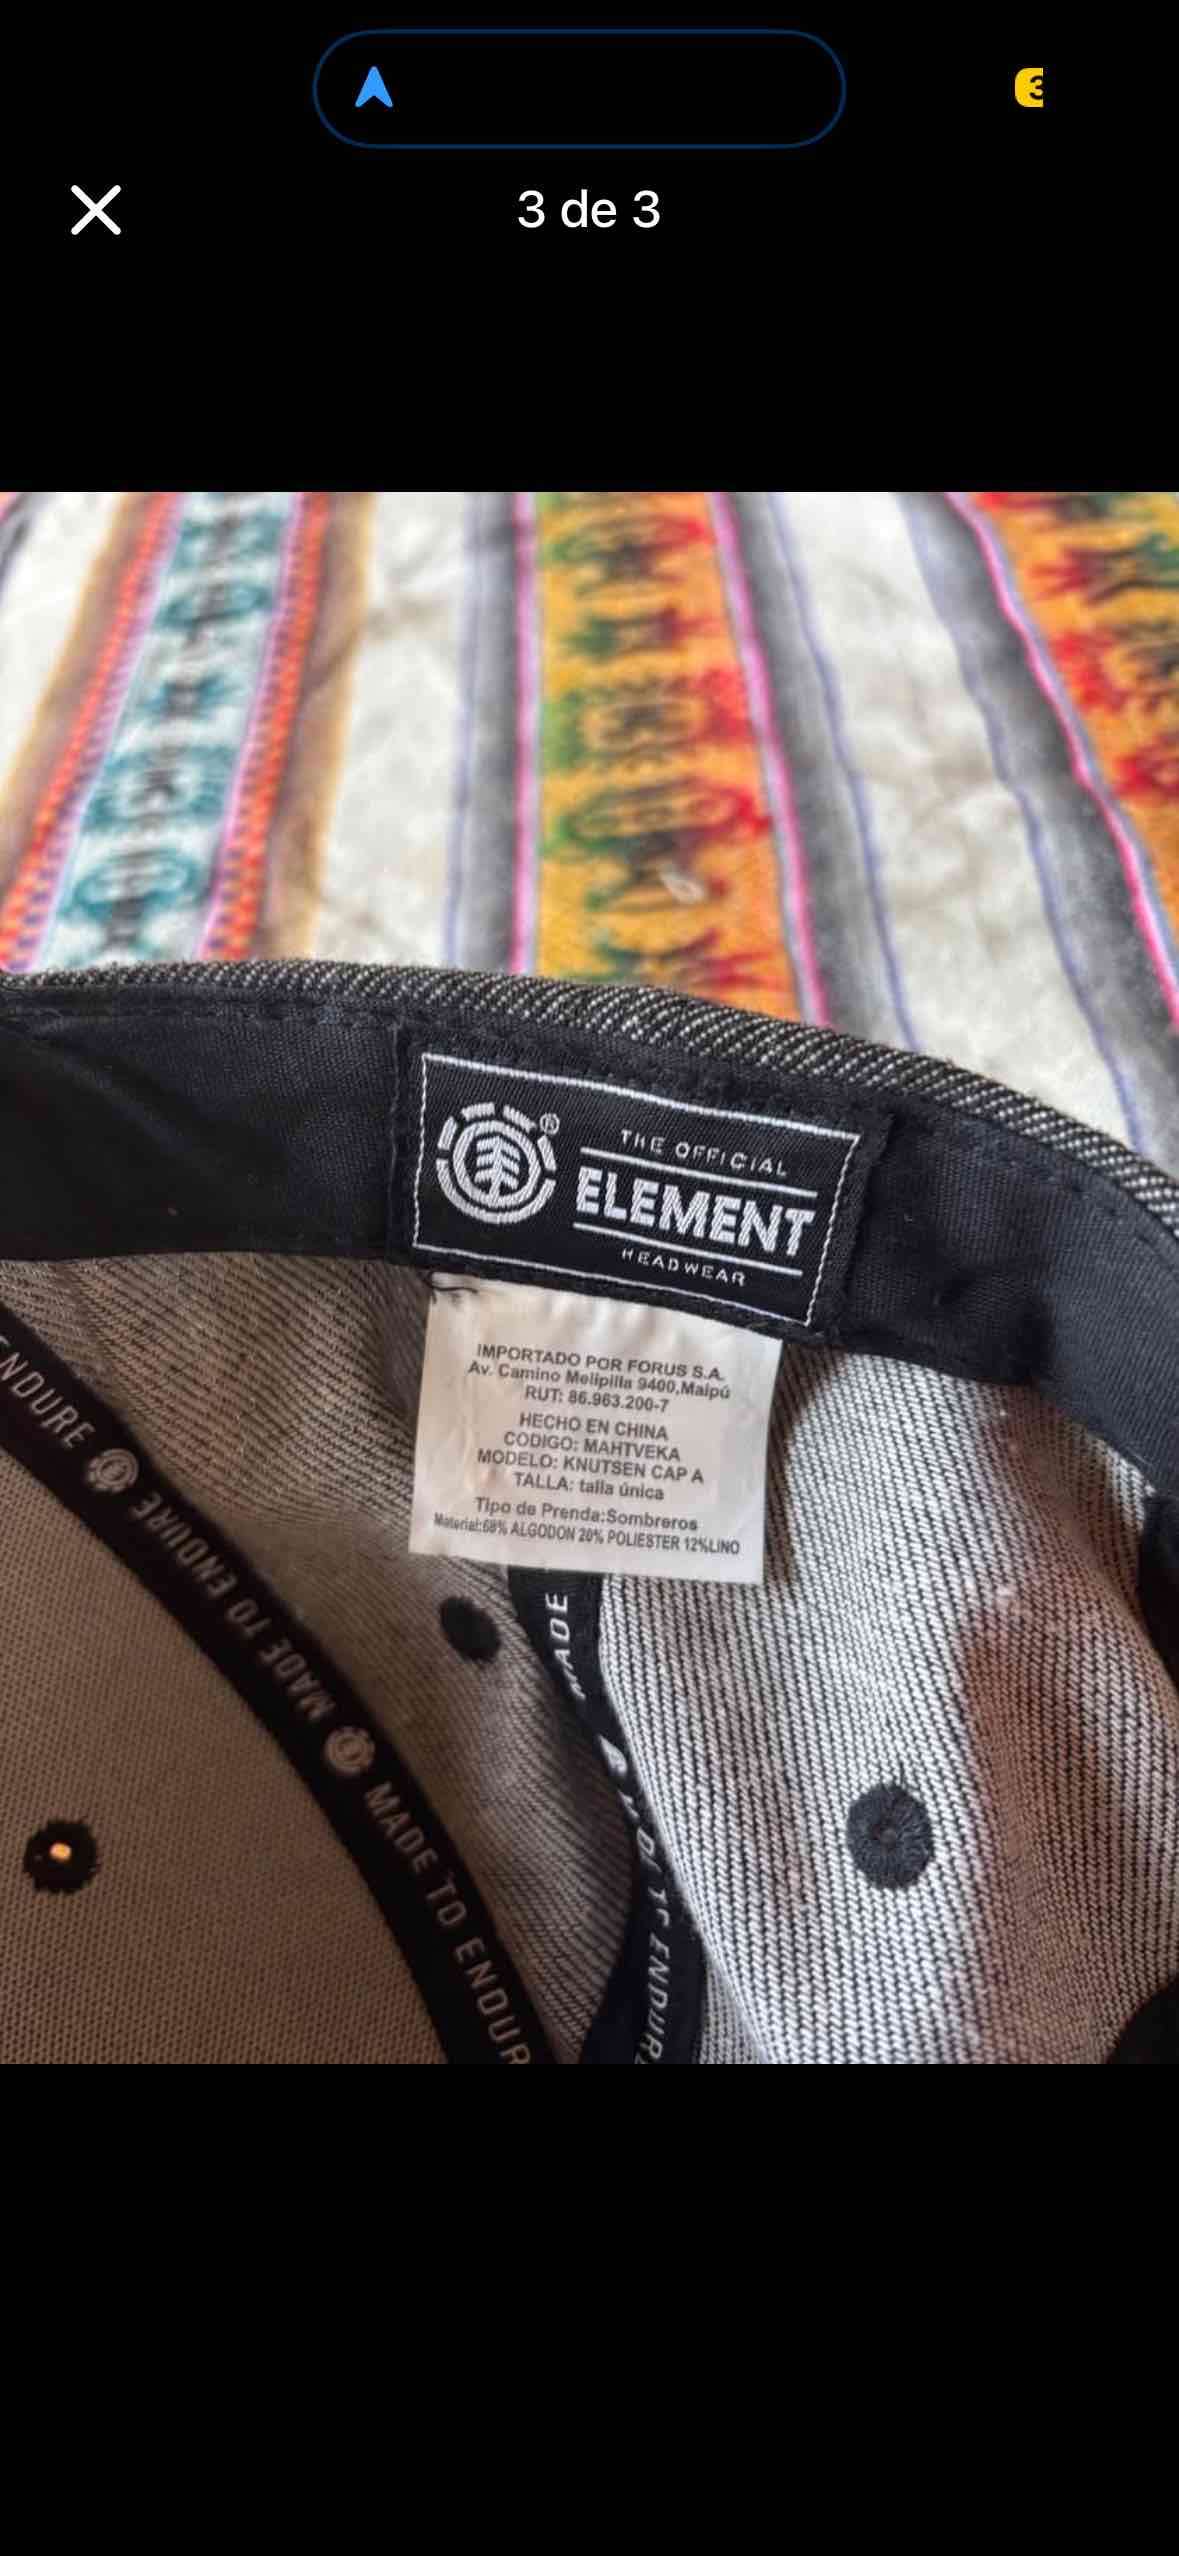 3
3 de 3
THE OFFICIAL
ELEMENT
HEADWEAR
IMPORTADO POR FORUS S.A.
Av. Camino Melipilla 9400,Maipú
RUT: 86.963.200-7
HECHO EN CHINA
CODIGO: MAHTVEKA
MODELO: KNUTSEN CAP A
TALLA: talla única
Tipo de Prenda:Sombreros
Material:68% ALGODON 20% POLIESTER 12%LINO
ENDURE MADE TO ENDURE MADE TO ENDUR
MADE
TO ENDURE